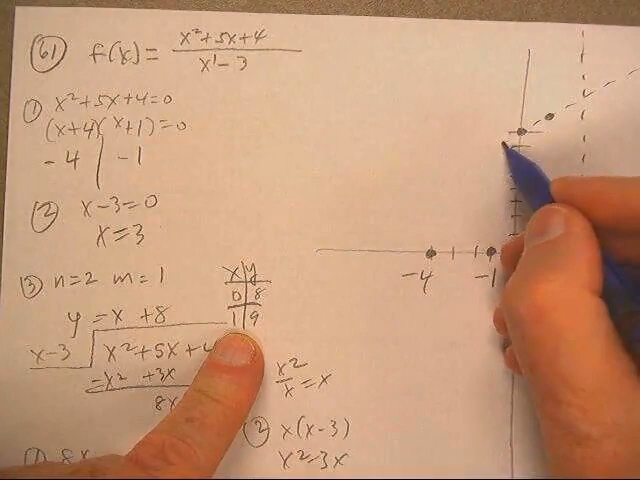 61 f(x) = x² + 5x + 4
x¹ - 3
① x² + 5x + 4 = 0
(x+4)(x+1) = 0
-4 | -1
② x - 3 = 0
x = 3
③ n = 2 m = 1
x | y
0 | 8
1 | 9
y = x + 8
x - 3 x² + 5x + 4
= x² + 3x
8x
x²
x = x
② x(x-3)
x² - 3x
① 8x
-4 -1